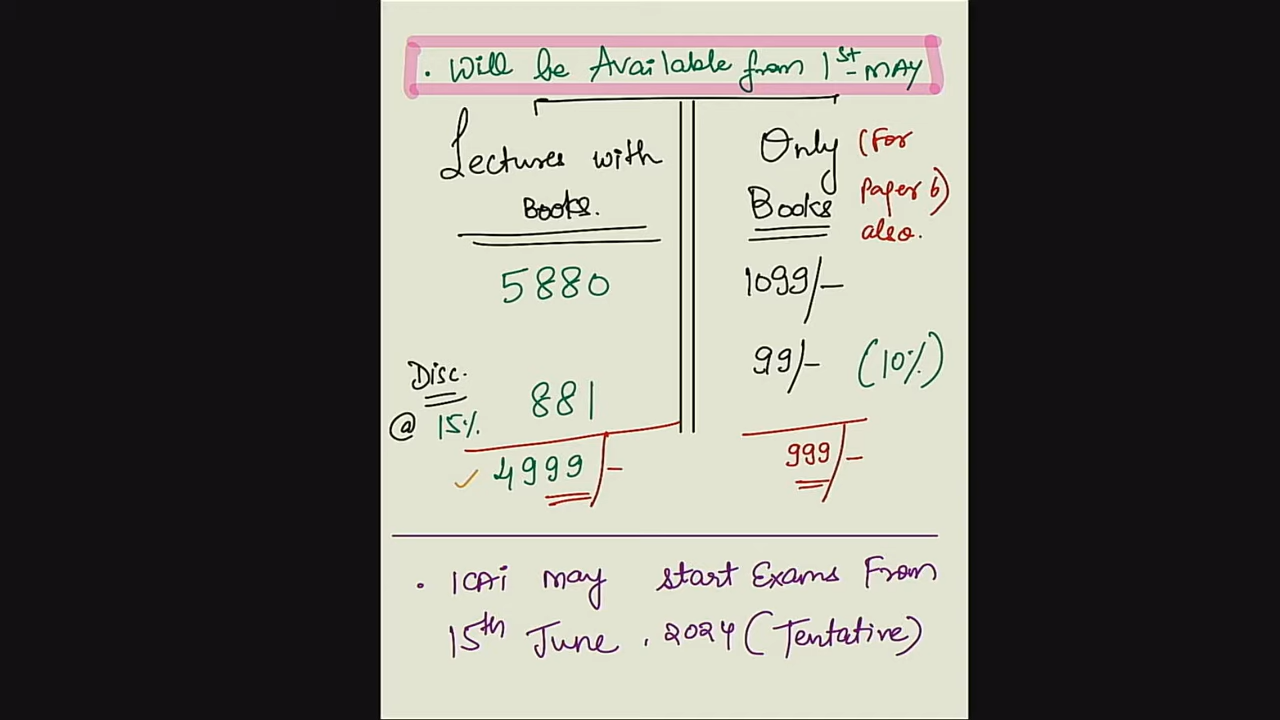 . Will be Available from 1st - MAY
Lectures with
Books.
5880
Disc.
@ 15% 881
✓ 4999/-
Only (For
Books Paper 6)
also.
1099/-
99/- (10%)
999/-
. ICAi may start Exams From
15th June, 2024 (Tentative)